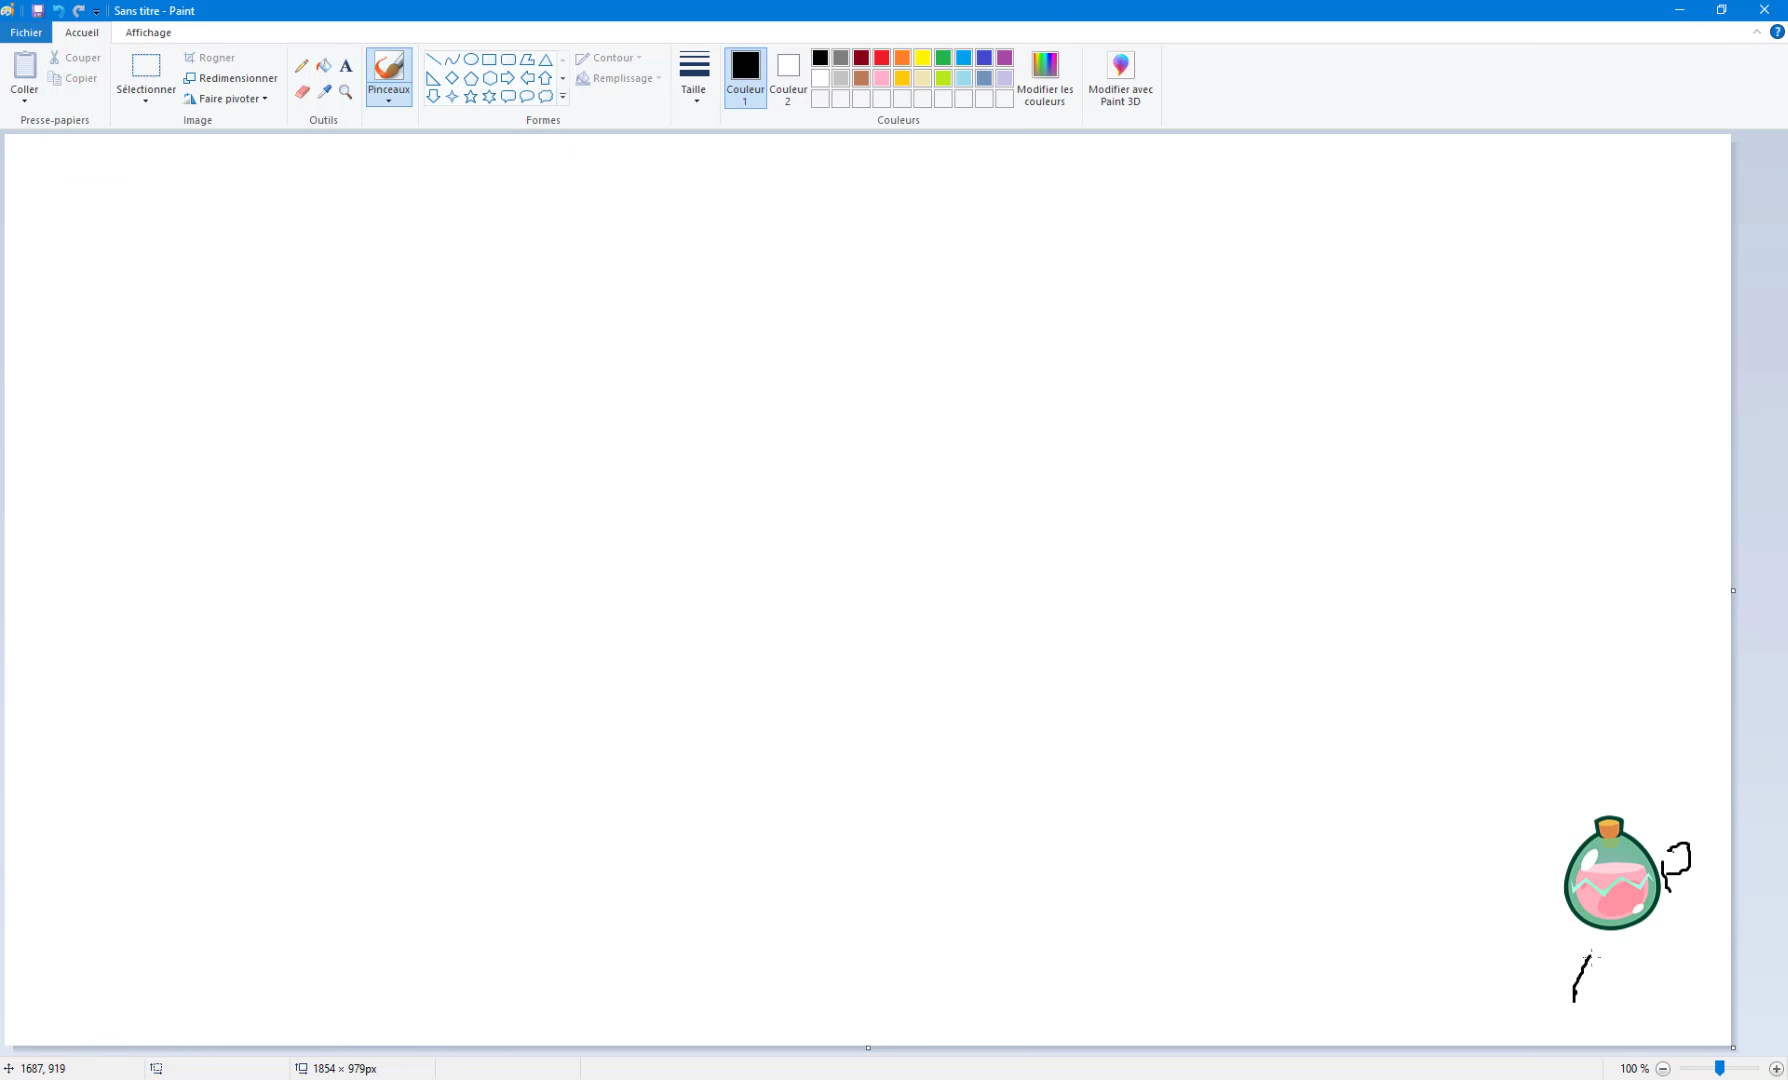 Sans titre - Paint
Fichier Accueil Affichage
Coller
Couper
Copier
Presse-papiers
Sélectionner
Rogner
Redimensionner
Faire pivoter
Image
A
Outils
Pinceaux
Formes
Contour
Remplissage
Taille
Couleur 1
Couleur 2
Couleurs
Modifier les couleurs
Modifier avec Paint 3D
1687, 919
1854 × 979px
100 %